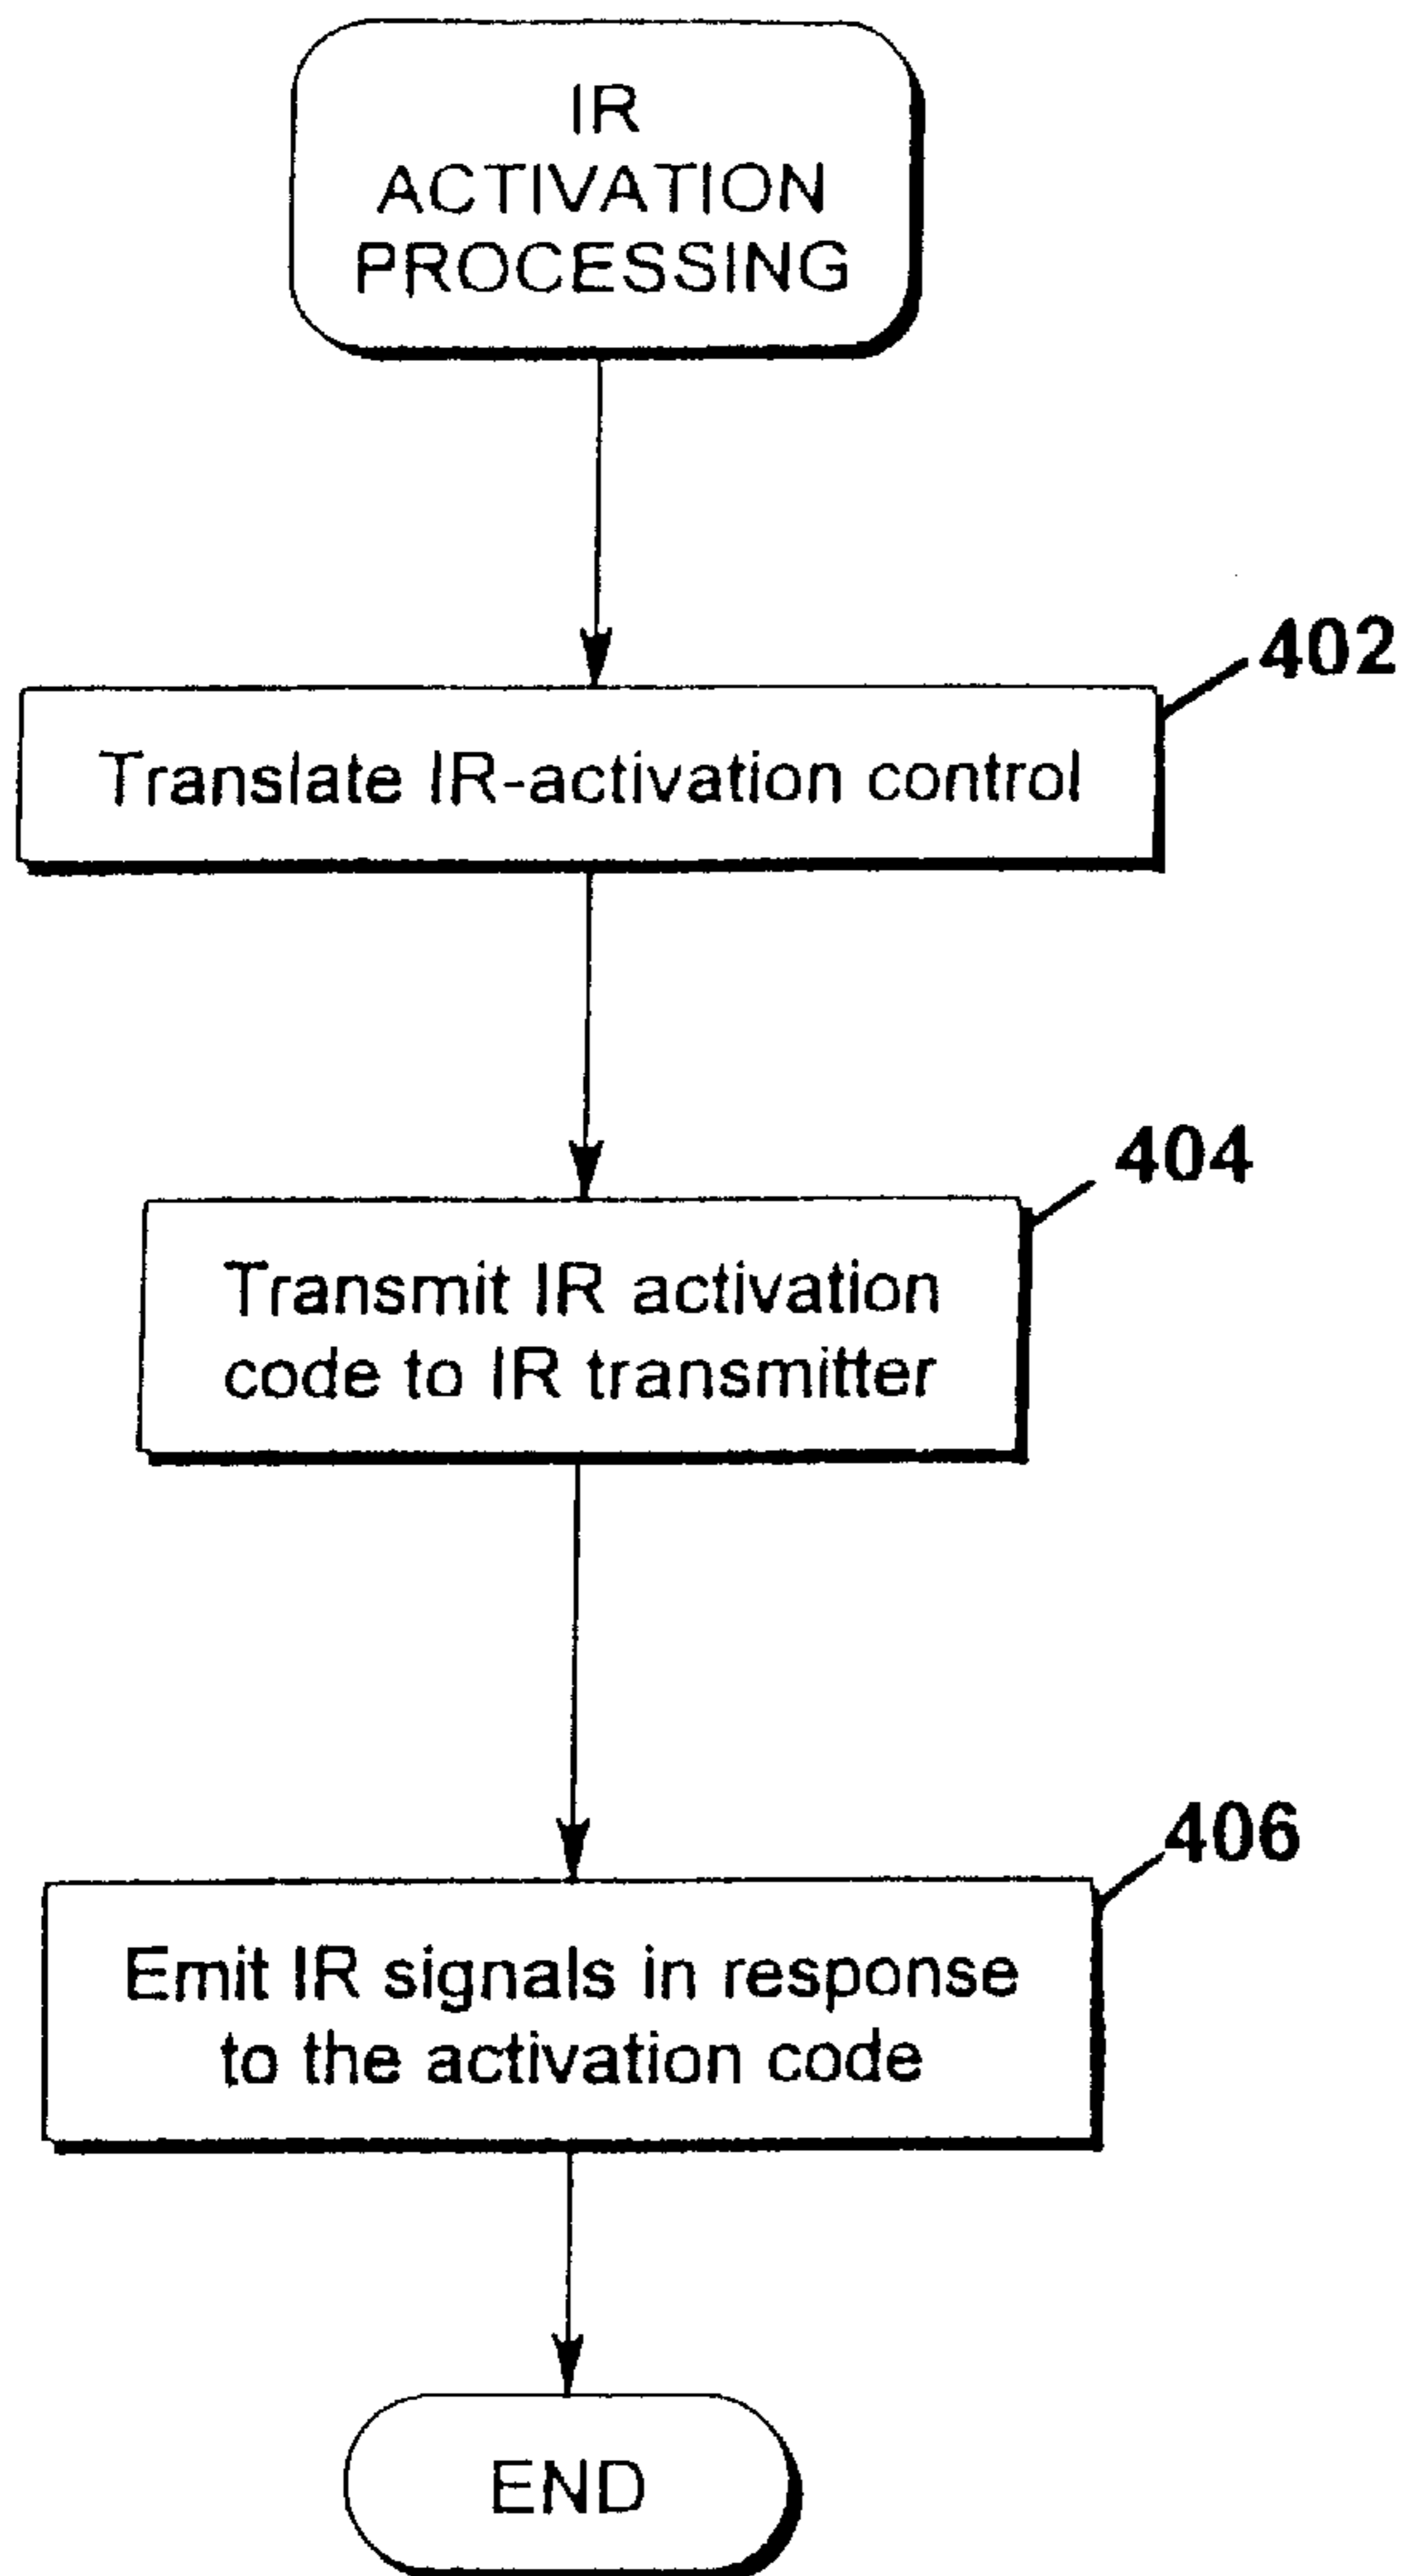 IR
ACTIVATION
PROCESSING
402
Translate IR-activation control
404
Transmit IR activation
code to IR transmitter
406
Emit IR signals in response
to the activation code
END